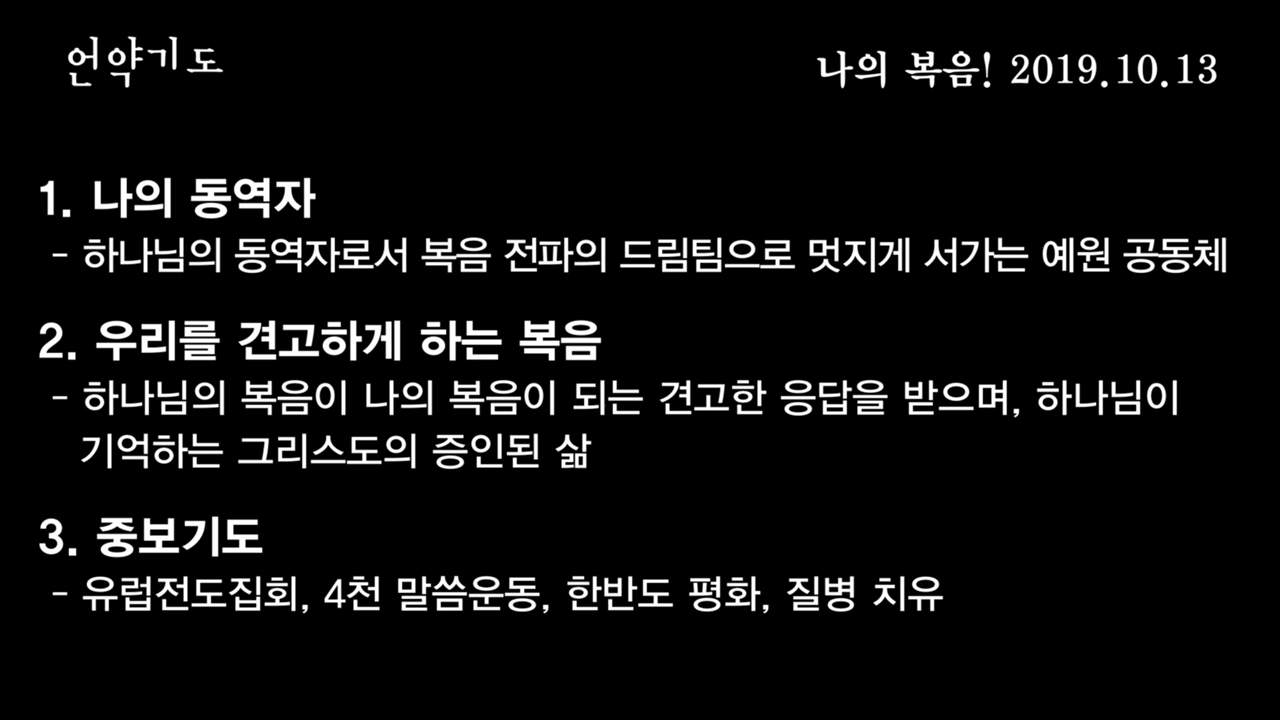 언약기도
나의 복음! 2019.10.13
1. 나의 동역자
- 하나님의 동역자로서 복음 전파의 드림팀으로 멋지게 서가는 예원 공동체
2. 우리를 견고하게 하는 복음
- 하나님의 복음이 나의 복음이 되는 견고한 응답을 받으며, 하나님이
기억하는 그리스도의 증인된 삶
3. 중보기도
- 유럽전도집회, 4천 말씀운동, 한반도 평화, 질병 치유